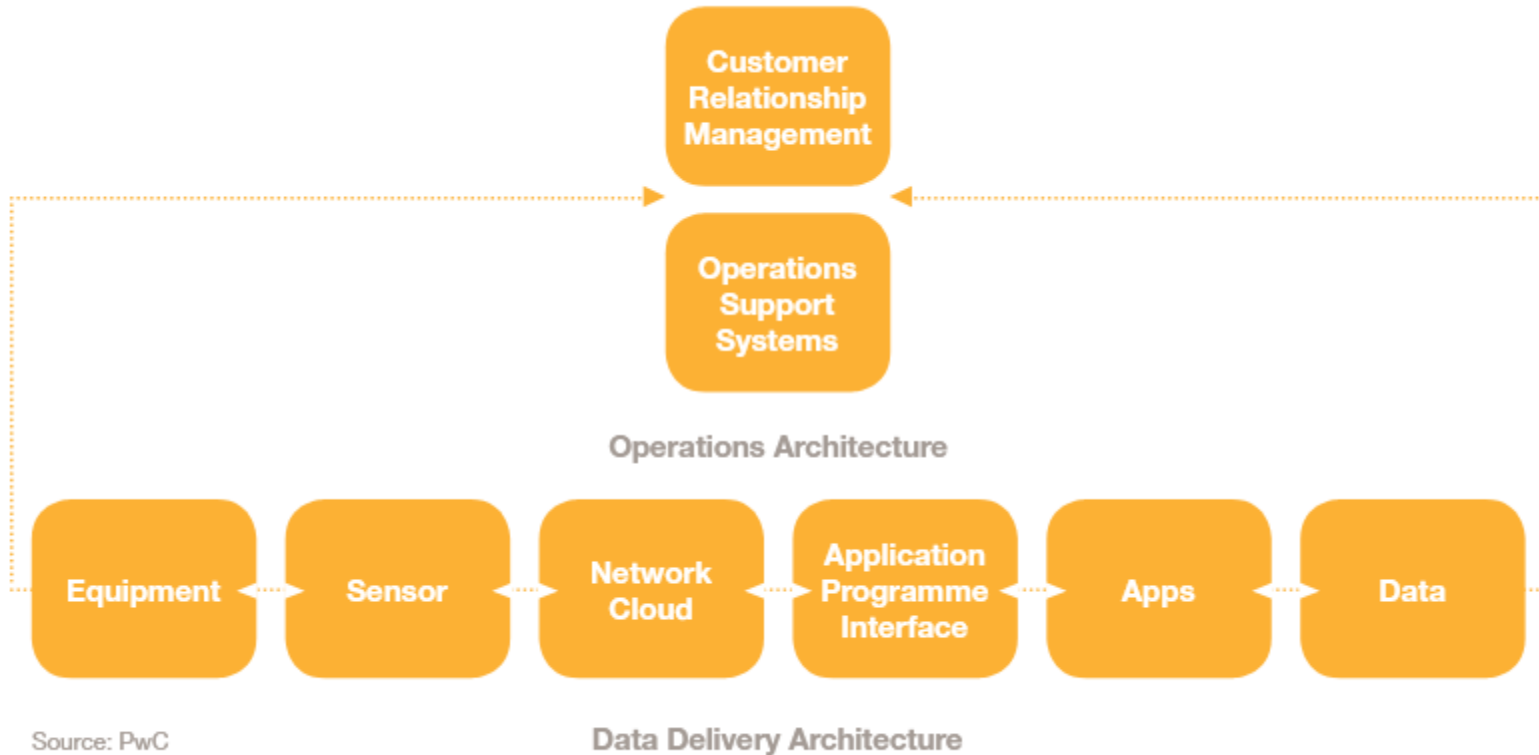 Customer
Relationship
Management
Operations
Support
Systems
Operations Architecture
Equipment
Sensor
Network
Cloud
Application
Programme
Interface
Apps
Data
Source: PwC
Data Delivery Architecture